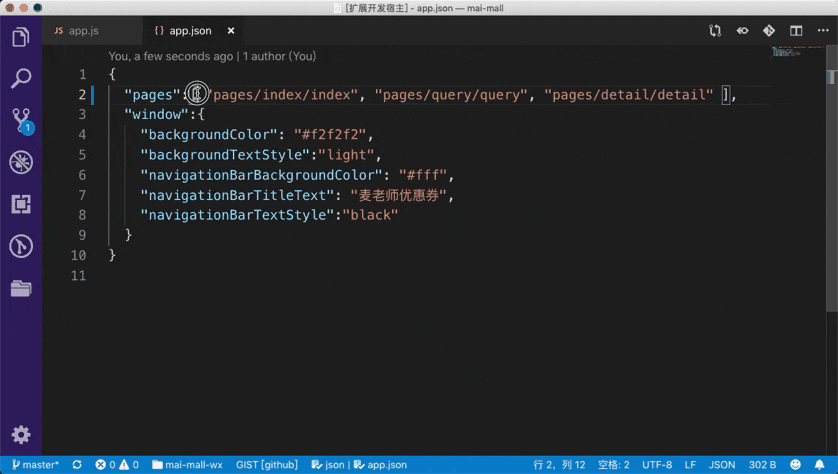 [扩展开发宿主] - app.json — mai-mall
JS app.js
{} app.json ×
You, a few seconds ago | 1 author (You)
1 {
2 "pages": "pages/index/index", "pages/query/query", "pages/detail/detail" ],
3 "window":{
4 "backgroundColor": "#f2f2f2",
5 "backgroundTextStyle":"light",
6 "navigationBarBackgroundColor": "#fff",
7 "navigationBarTitleText": "麦老师优惠券",
8 "navigationBarTextStyle":"black"
9 }
10 }
11
1
master* 0 0 mai-mall-wx GIST [github] json | app.json 行 2，列 12 空格: 2 UTF-8 LF JSON 302 B